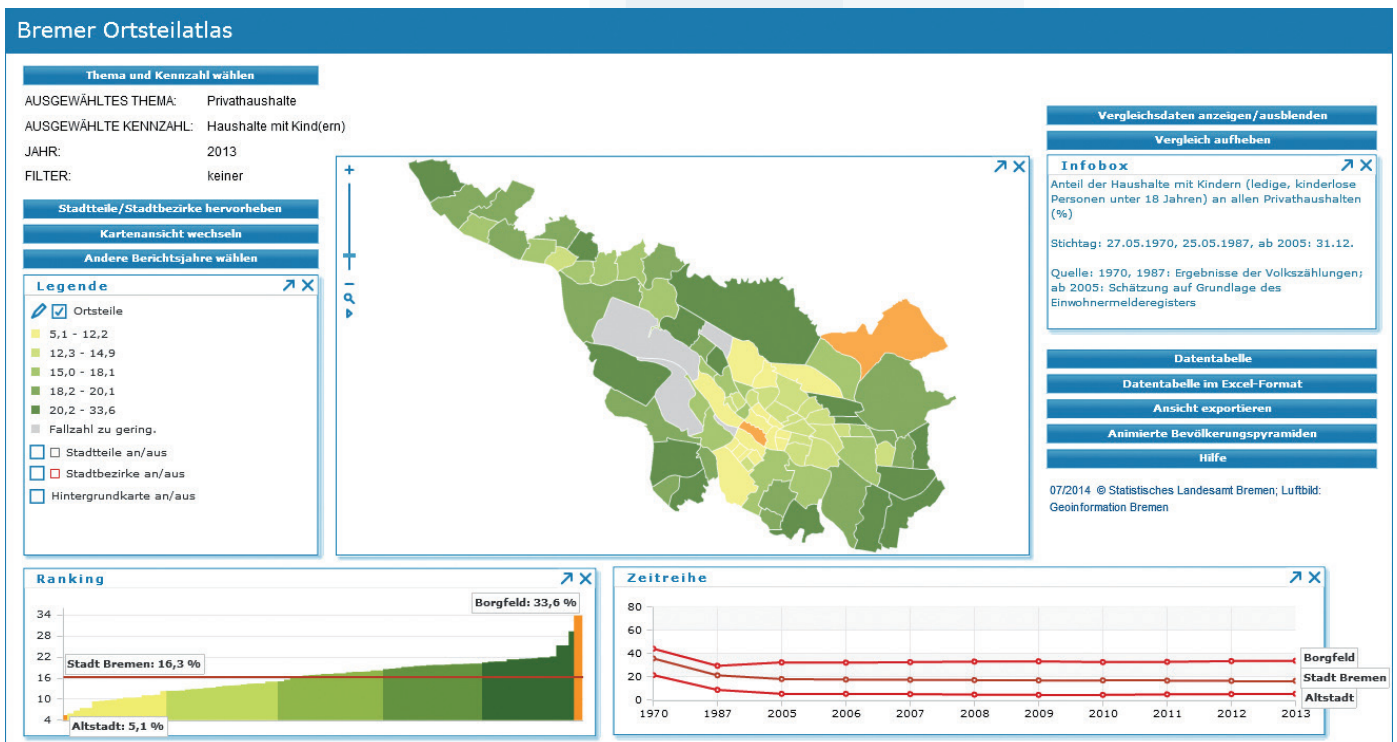 Bremer Ortsteilatlas
Thema und Kennzahl wählen
AUSGEWÄHLTES THEMA: Privathaushalte
AUSGEWÄHLTE KENNZAHL: Haushalte mit Kind(ern)
JAHR: 2013
FILTER: keiner
Stadtteile/Stadtbezirke hervorheben
Kartenansicht wechseln
Andere Berichtsjahre wählen
Legende
Ortsteile
5,1 - 12,2
12,3 - 14,9
15,0 - 18,1
18,2 - 20,1
20,2 - 33,6
Fallzahl zu gering.
Stadtteile an/aus
Stadtbezirke an/aus
Hintergrundkarte an/aus
Vergleichsdaten anzeigen/ausblenden
Vergleich aufheben
Infobox
Anteil der Haushalte mit Kindern (ledige, kinderlose
Personen unter 18 Jahren) an allen Privathaushalten
(%)
Stichtag: 27.05.1970, 25.05.1987, ab 2005: 31.12.
Quelle: 1970, 1987: Ergebnisse der Volkszählungen;
ab 2005: Schätzung auf Grundlage des
Einwohnermelderegisters
Datentabelle
Datentabelle im Excel-Format
Ansicht exportieren
Animierte Bevölkerungspyramiden
Hilfe
07/2014 © Statistisches Landesamt Bremen; Luftbild:
Geoinformation Bremen
Ranking
Borgfeld: 33,6 %
34
28
22
Stadt Bremen: 16,3 %
16
10
4
Altstadt: 5,1 %
Zeitreihe
80
60
40
20
0
Borgfeld
Stadt Bremen
Altstadt
1970 1987 2005 2006 2007 2008 2009 2010 2011 2012 2013